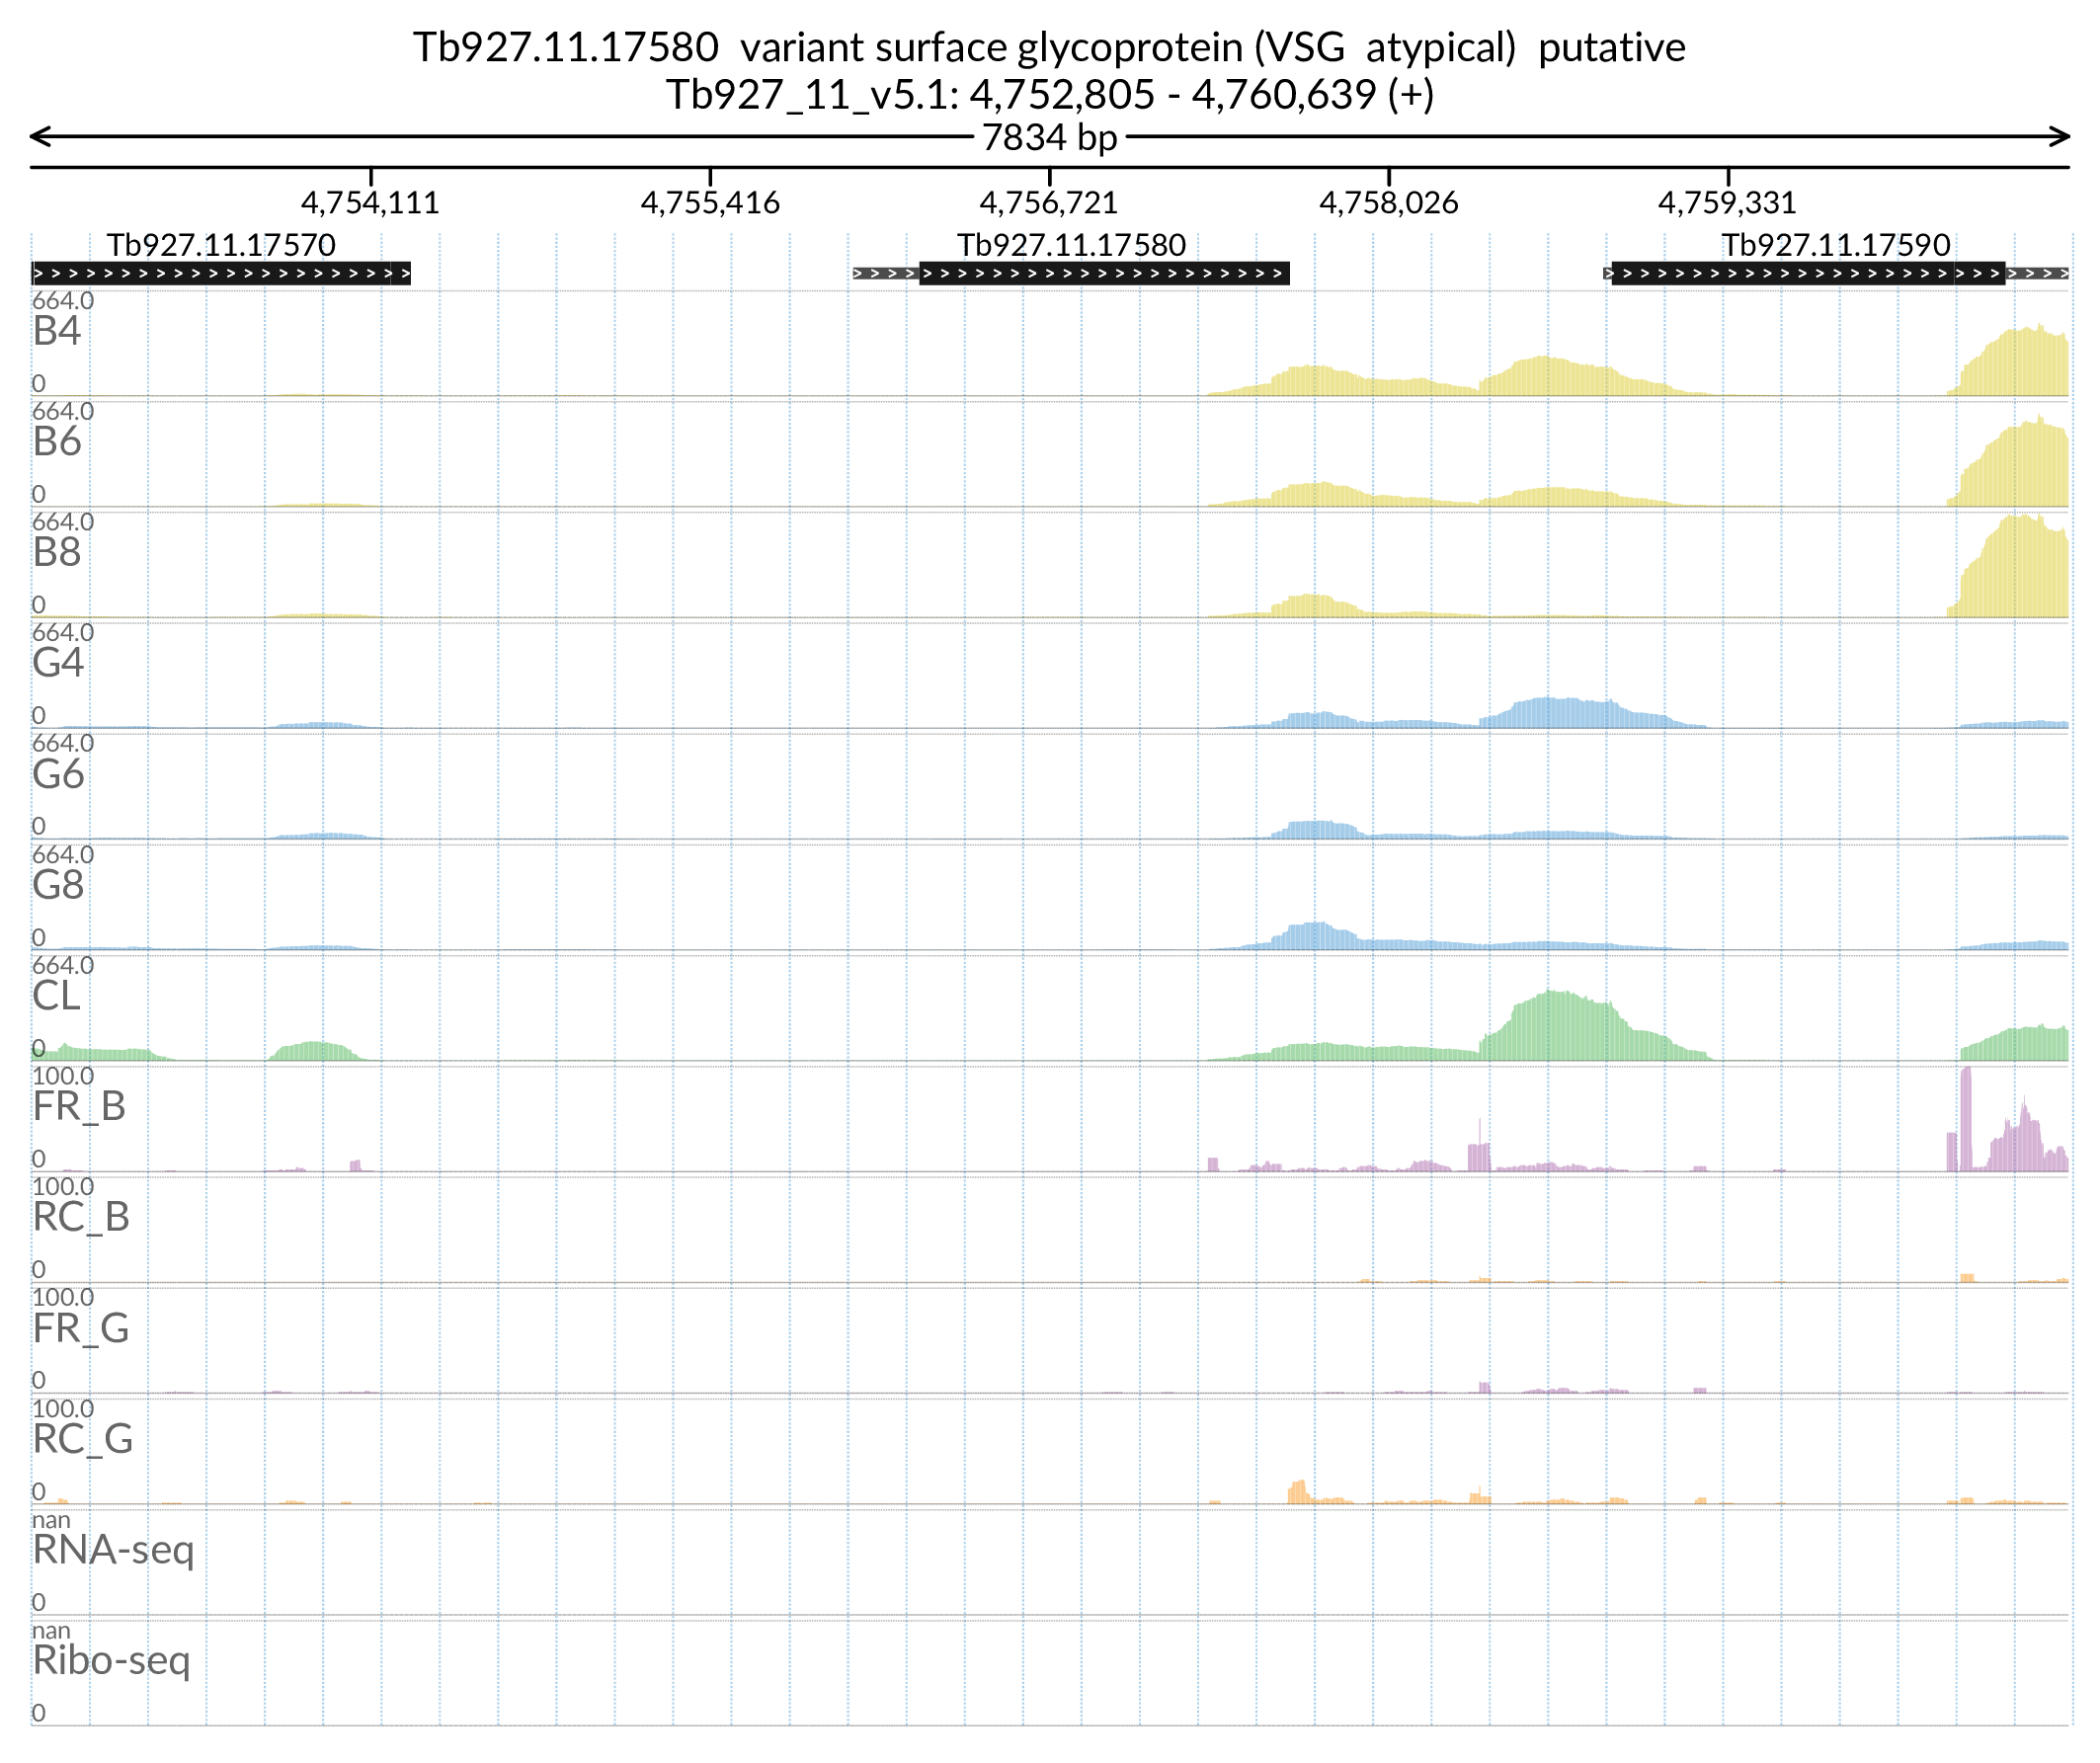 Tb927.11.17580 variant surface glycoprotein (VSG atypical) putative
Tb927_11_v5.1: 4,752,805 - 4,760,639 (+)
7834 bp
4,754,111 4,755,416 4,756,721 4,758,026 4,759,331
Tb927.11.17570 Tb927.11.17580 Tb927.11.17590
664.0
B4
0
664.0
B6
0
664.0
B8
0
664.0
G4
0
664.0
G6
0
664.0
G8
0
664.0
CL
0
100.0
FR_B
0
100.0
RC_B
0
100.0
FR_G
0
100.0
RC_G
0
nan
RNA-seq
0
nan
Ribo-seq
0